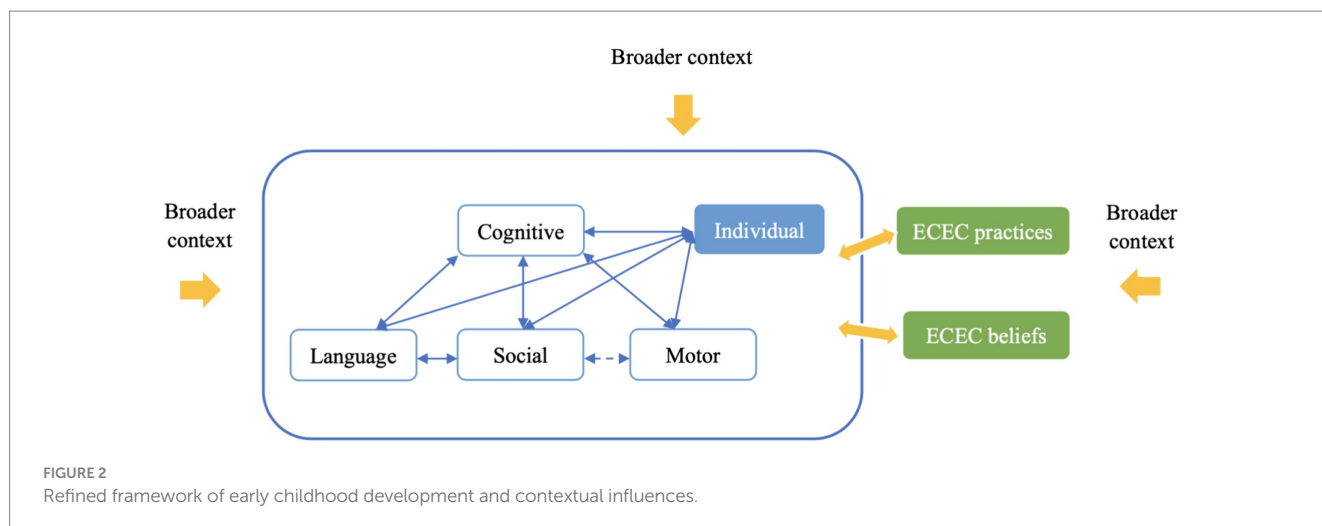 Broader context
Broader
context
Cognitive
Individual
ECEC practices
Broader
context
Language
Social
Motor
ECEC beliefs
FIGURE 2
Refined framework of early childhood development and contextual influences.